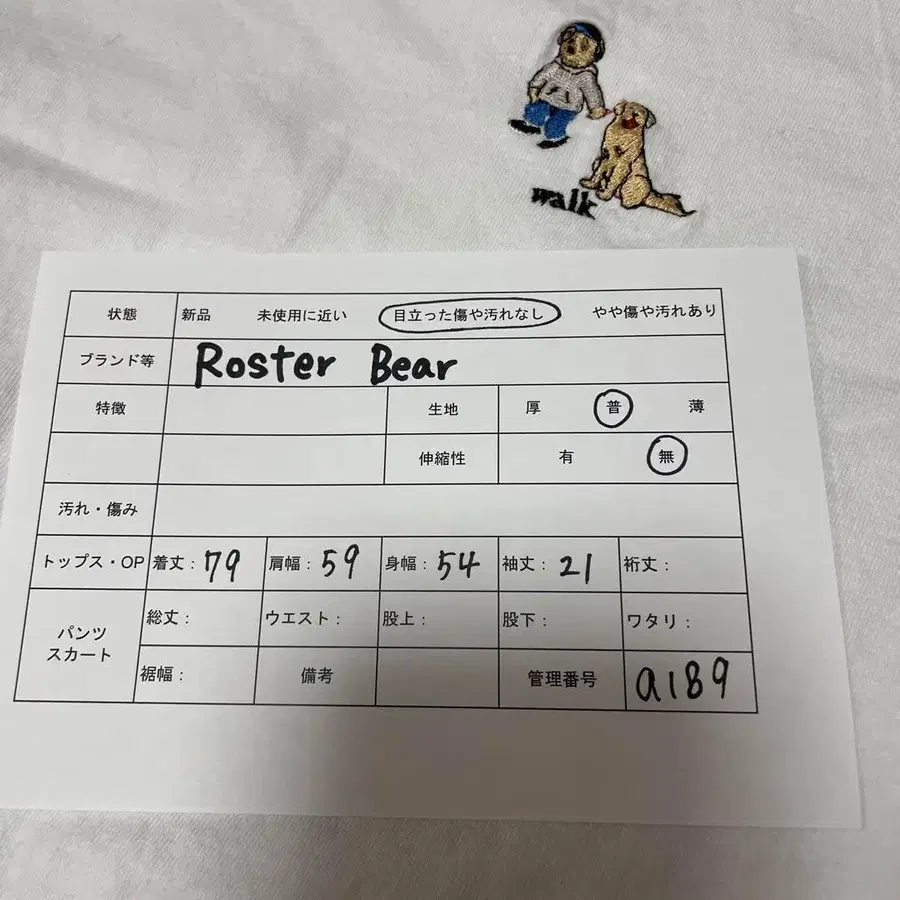 walk
状態 新品 未使用に近い 目立った傷や汚れなし やや傷や汚れあり
ブランド等 Roster Bear
特徴 生地 厚 普 薄
伸縮性 有 無
汚れ・傷み
トップス・OP 着丈：79 肩幅：59 身幅：54 袖丈：21 裄丈：
パンツ
スカート
総丈： ウエスト： 股上： 股下： ワタリ：
裾幅： 備考 管理番号 a189